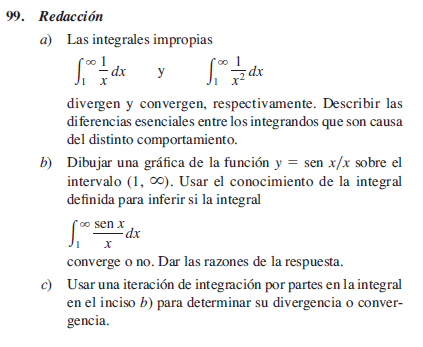 99. Redacción
a) Las integrales impropias
∫₁^∞ 1/x dx y ∫₁^∞ 1/x² dx
divergen y convergen, respectivamente. Describir las
diferencias esenciales entre los integrandos que son causa
del distinto comportamiento.
b) Dibujar una gráfica de la función y = sen x/x sobre el
intervalo (1, ∞). Usar el conocimiento de la integral
definida para inferir si la integral
∫₁^∞ sen x/x dx
converge o no. Dar las razones de la respuesta.
c) Usar una iteración de integración por partes en la integral
en el inciso b) para determinar su divergencia o conver-
gencia.